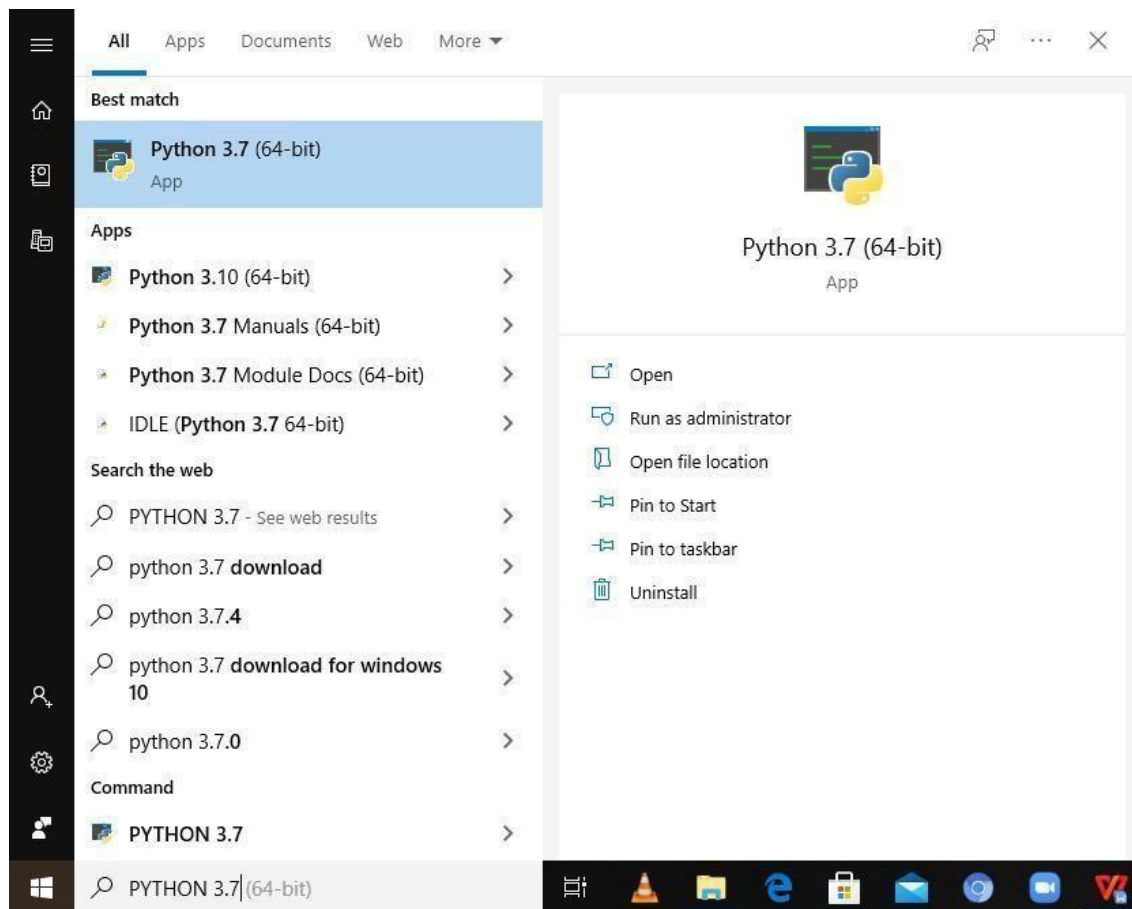 All Apps Documents Web More
Best match
Python 3.7 (64-bit)
App
Apps
Python 3.10 (64-bit)
Python 3.7 Manuals (64-bit)
Python 3.7 Module Docs (64-bit)
IDLE (Python 3.7 64-bit)
Search the web
PYTHON 3.7 - See web results
python 3.7 download
python 3.7.4
python 3.7 download for windows
10
python 3.7.0
Command
PYTHON 3.7
PYTHON 3.7 (64-bit)
Python 3.7 (64-bit)
App
Open
Run as administrator
Open file location
Pin to Start
Pin to taskbar
Uninstall